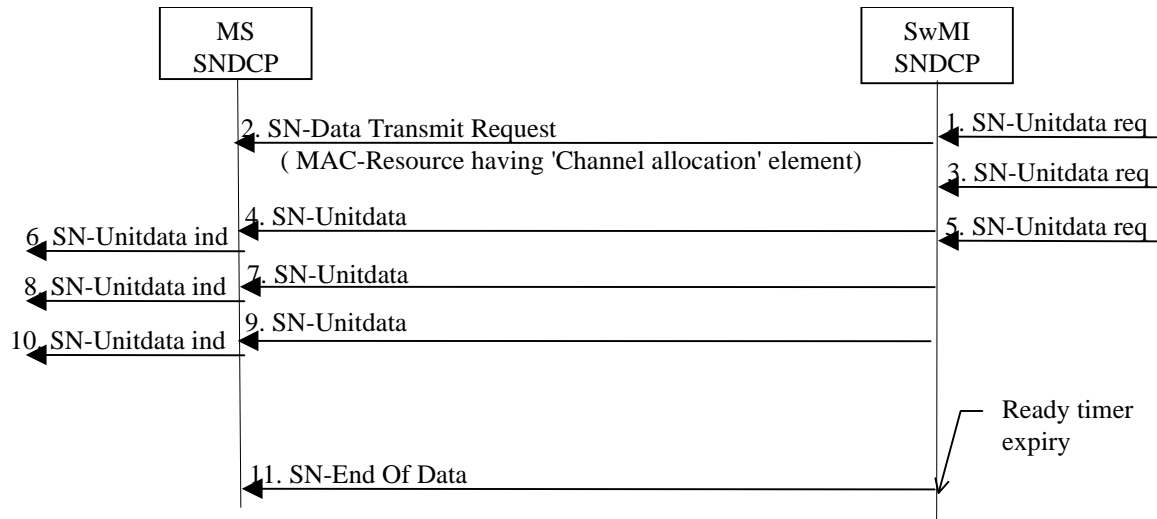 MS
SNDCP
SwMI
SNDCP
1. SN-Unitdata req
2. SN-Data Transmit Request
( MAC-Resource having 'Channel allocation' element)
3. SN-Unitdata req
4. SN-Unitdata
5. SN-Unitdata req
6. SN-Unitdata ind
7. SN-Unitdata
8. SN-Unitdata ind
9. SN-Unitdata
10. SN-Unitdata ind
Ready timer
expiry
11. SN-End Of Data